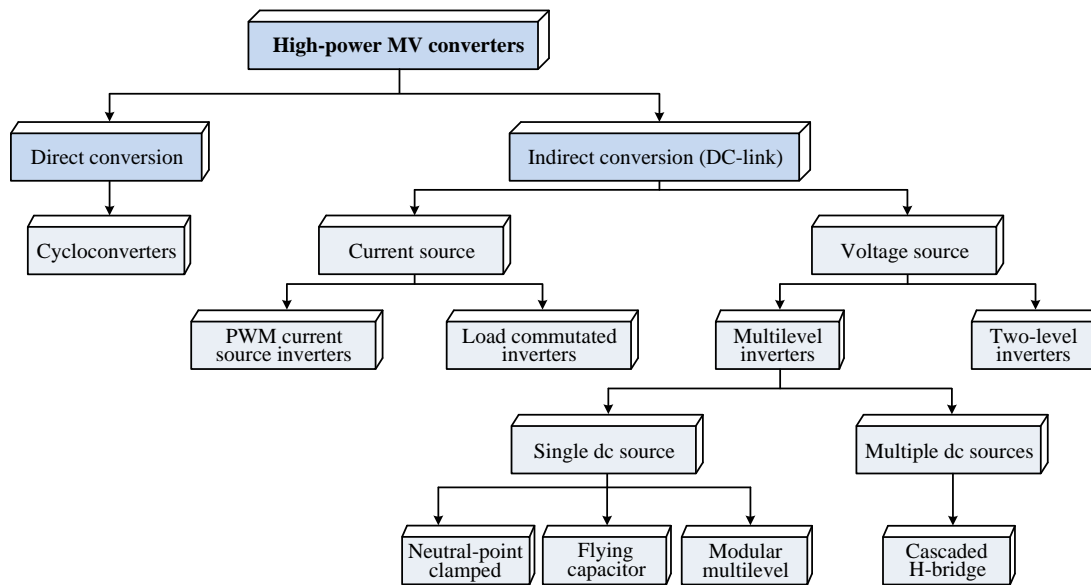 High-power MV converters
Direct conversion
Indirect conversion (DC-link)
Cycloconverters
Current source
Voltage source
PWM current
source inverters
Load commutated
inverters
Multilevel
inverters
Two-level
inverters
Single dc source
Multiple dc sources
Neutral-point
clamped
Flying
capacitor
Modular
multilevel
Cascaded
H-bridge